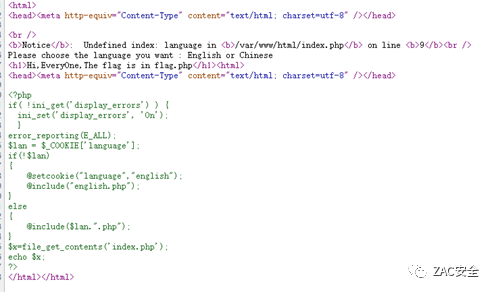 <html>
<head><meta http-equiv="Content-Type" content="text/html; charset=utf-8" /></head>
<br />
<b>Notice</b>:  Undefined index: language in <b>/var/www/html/index.php</b> on line <b>9</b><br />
Please choose the language you want : English or Chinese
<h1>Hi,EveryOne,The flag is in flag.php</h1><html>
<head><meta http-equiv="Content-Type" content="text/html; charset=utf-8" /></head>
<?php
if( !ini_get('display_errors') ) {
  ini_set('display_errors', 'On');
  }
error_reporting(E_ALL);
$lan = $_COOKIE['language'];
if(!$lan)
{
    @setcookie("language","english");
    @include("english.php");
}
else
{
    @include($lan.".php");
}
$x=file_get_contents('index.php');
echo $x;
?>
</html></html>
ZAC安全